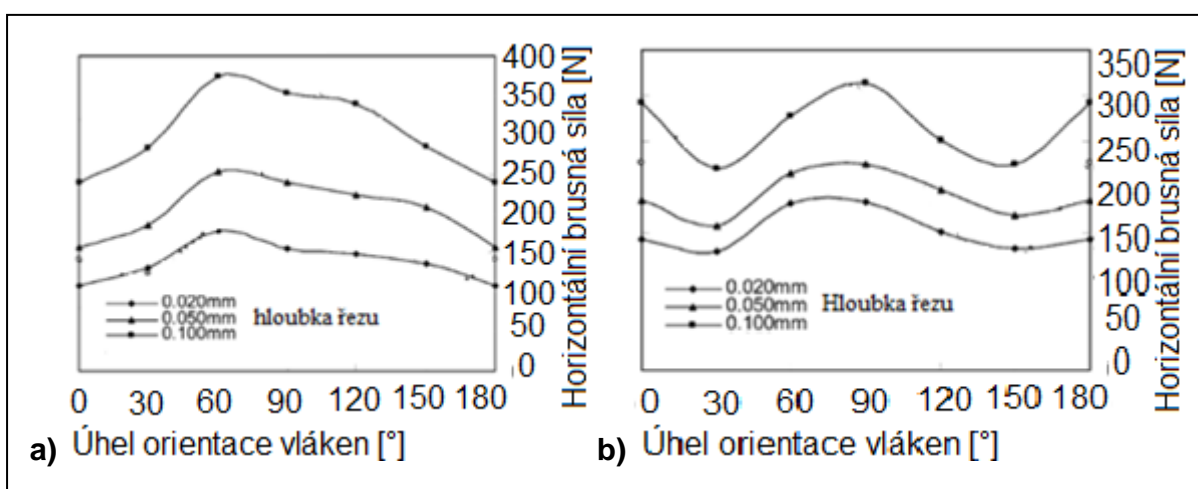 400
350
300
250
200
150
100
50
0
Horizontální brusná síla [N]
0.020mm
0.050mm
0.100mm
hloubka řezu
0 30 60 90 120 150 180
a) Úhel orientace vláken [°]
350
300
250
200
150
100
50
0
Horizontální brusná síla [N]
0.020mm
0.050mm
0.100mm
Hloubka řezu
0 30 60 90 120 150 180
b) Úhel orientace vláken [°]